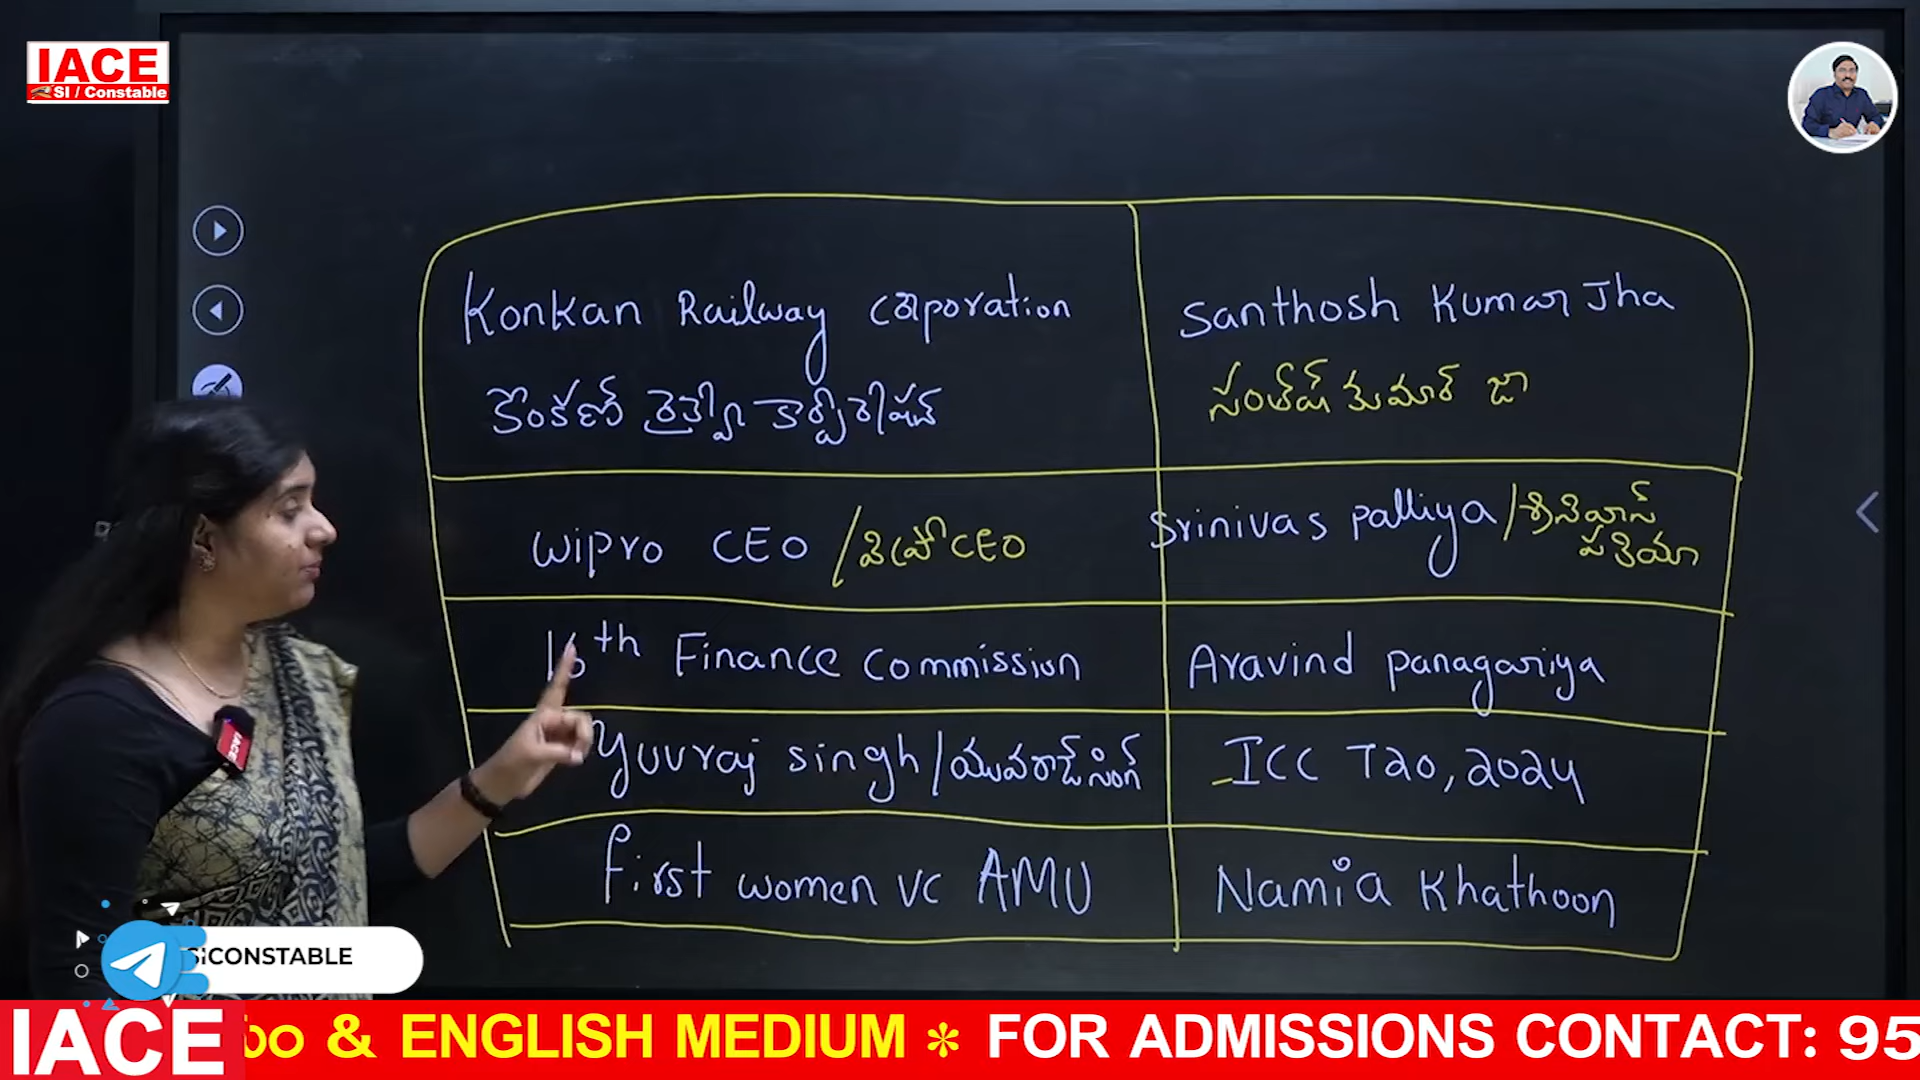 IACE
SI / Constable
Konkan Railway corporation
Santhosh Kumar Jha
కొంకణ్ రైల్వే కార్పొరేషన్
సంతోష్ కుమార్ జా
Wipro CEO / విప్రో CEO
Srinivas palliya / శ్రీనివాస్
పలియా
16th Finance Commission
Aravind panagariya
Yuvraj singh / యువరాజ్ సింగ్
ICC T20, 2024
First women VC AMU
Namia Khathoon
SICONSTABLE
IACE
& ENGLISH MEDIUM * FOR ADMISSIONS CONTACT: 95